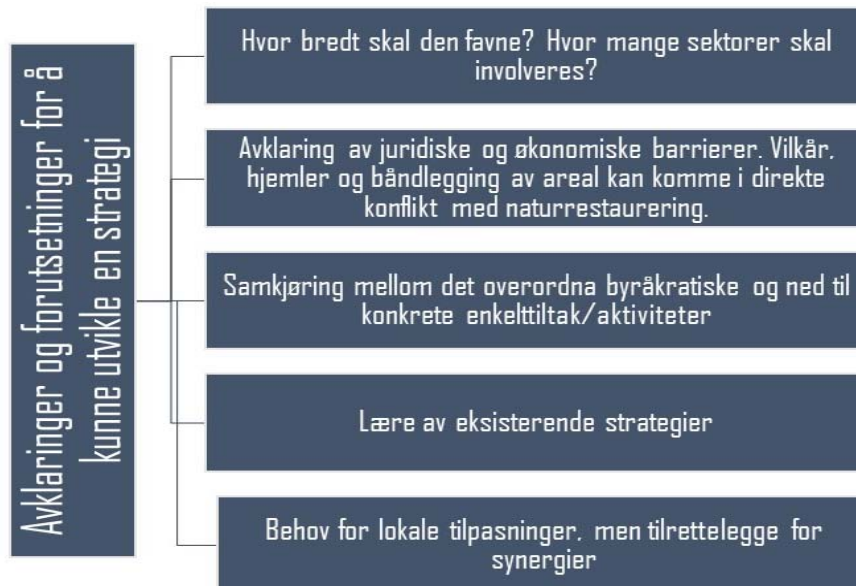 Avklaringer og forutsetninger for å
kunne utvikle en strategi
Hvor bredt skal den favne? Hvor mange sektorer skal
involveres?
Avklaring av juridiske og økonomiske barrierer. Vilkår,
hjemler og båndlegging av areal kan komme i direkte
konflikt med naturrestaurering.
Samkjøring mellom det overordna byråkratiske og ned til
konkrete enkelttiltak/aktiviteter
Lære av eksisterende strategier
Behov for lokale tilpasninger, men tilrettelegge for
synergier